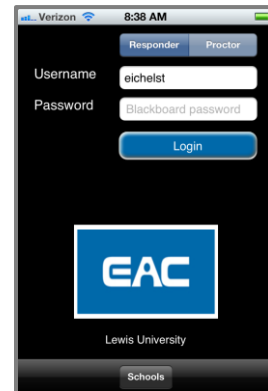 Verizon 8:38 AM
Responder Proctor
Username eichelst
Password Blackboard password
Login
EAC
Lewis University
Schools